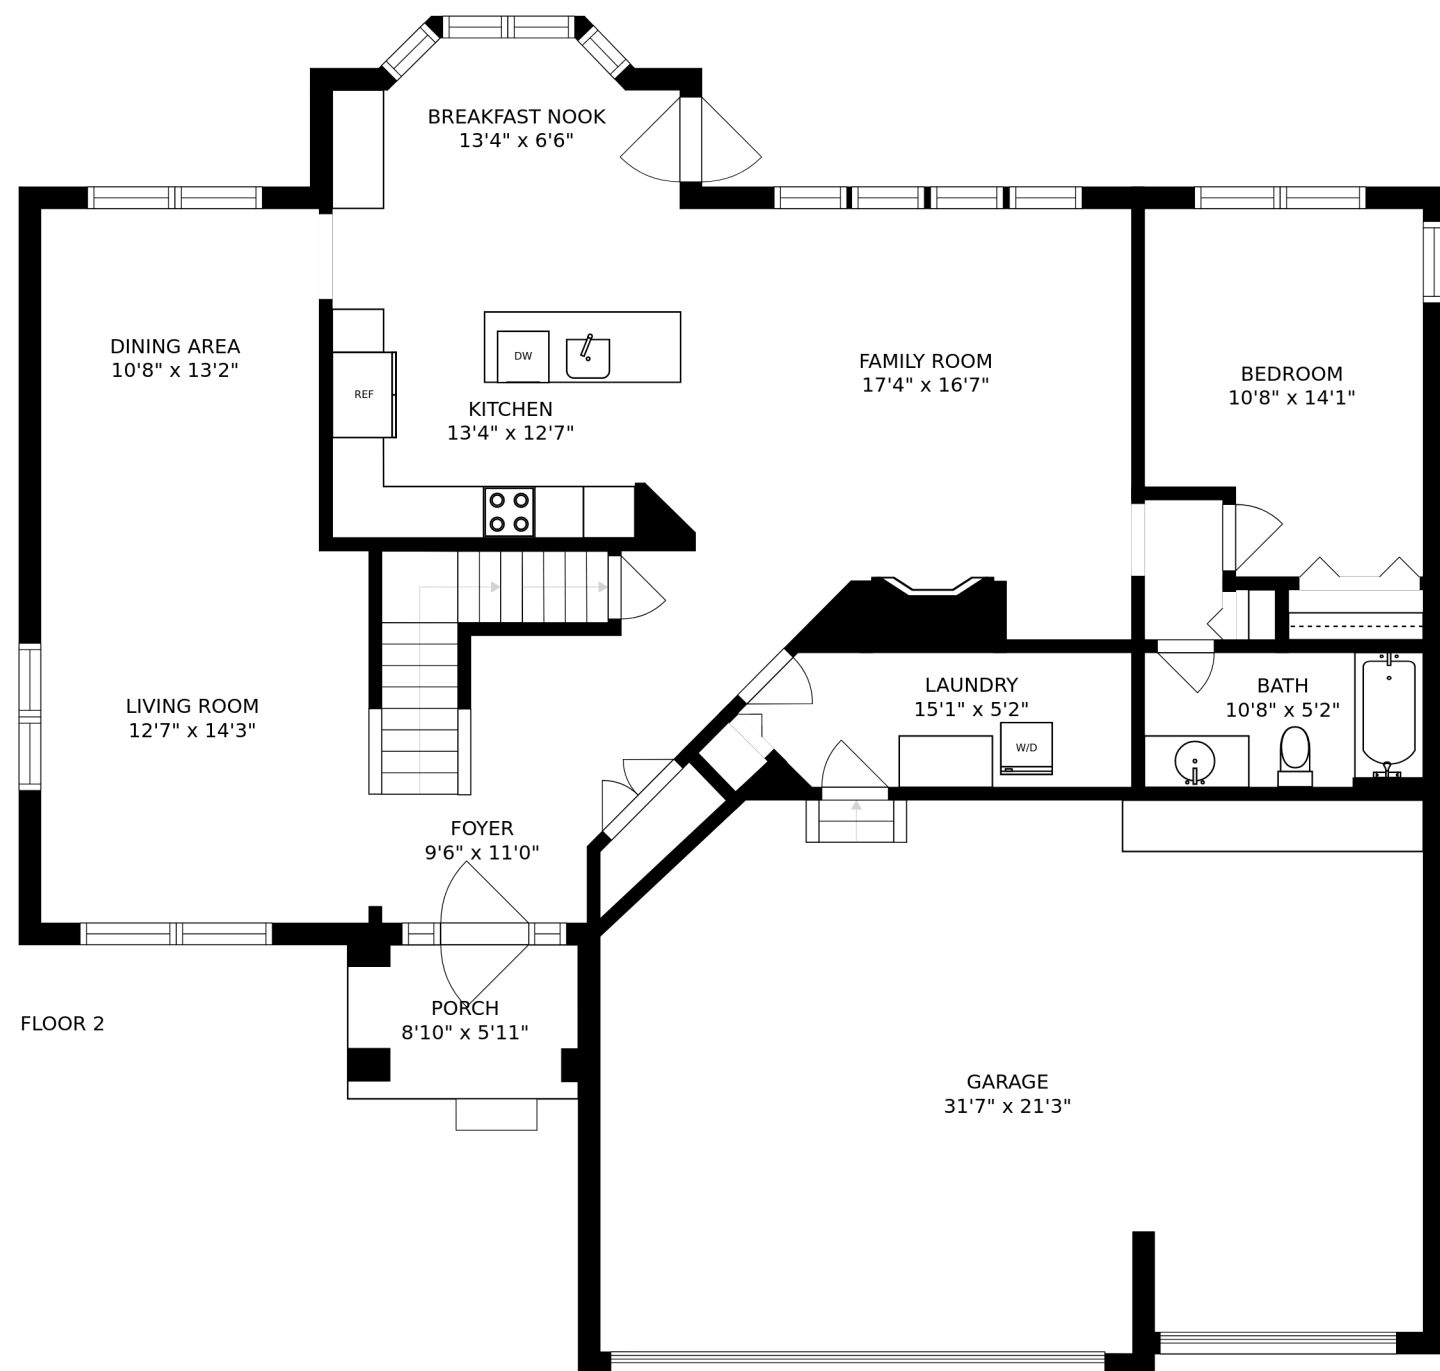 BREAKFAST NOOK
13'4" x 6'6"
DINING AREA
10'8" x 13'2"
REF
DW
KITCHEN
13'4" x 12'7"
FAMILY ROOM
17'4" x 16'7"
BEDROOM
10'8" x 14'1"
LIVING ROOM
12'7" x 14'3"
LAUNDRY
15'1" x 5'2"
W/D
BATH
10'8" x 5'2"
FOYER
9'6" x 11'0"
PORCH
8'10" x 5'11"
FLOOR 2
GARAGE
31'7" x 21'3"